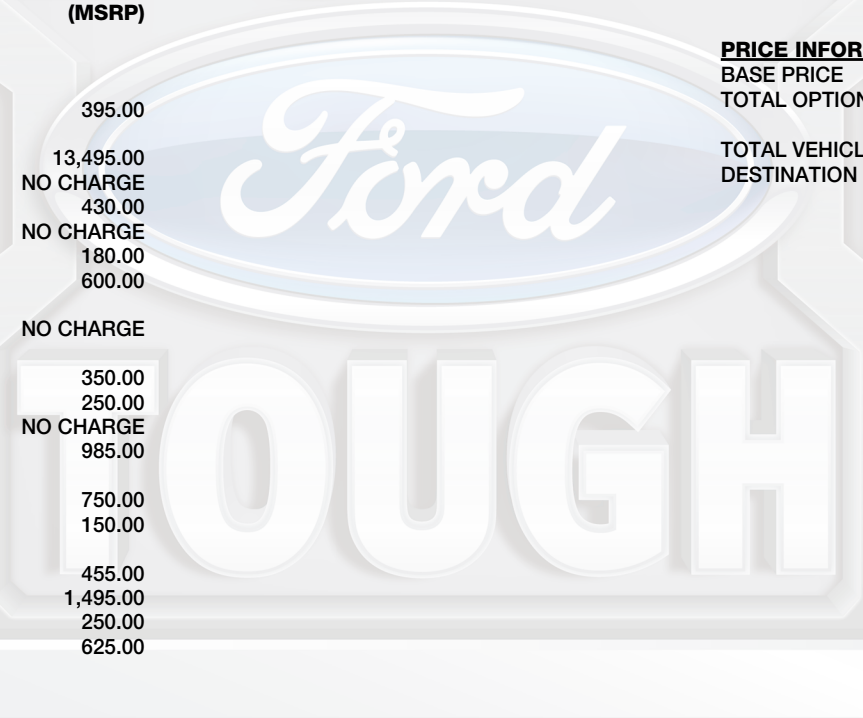 (MSRP)
395.00
13,495.00
NO CHARGE
430.00
NO CHARGE
180.00
600.00
NO CHARGE
350.00
250.00
NO CHARGE
985.00
750.00
150.00
455.00
1,495.00
250.00
625.00
PRICE INFOR
BASE PRICE
TOTAL OPTION
TOTAL VEHICL
DESTINATION
Ford
TOUGH